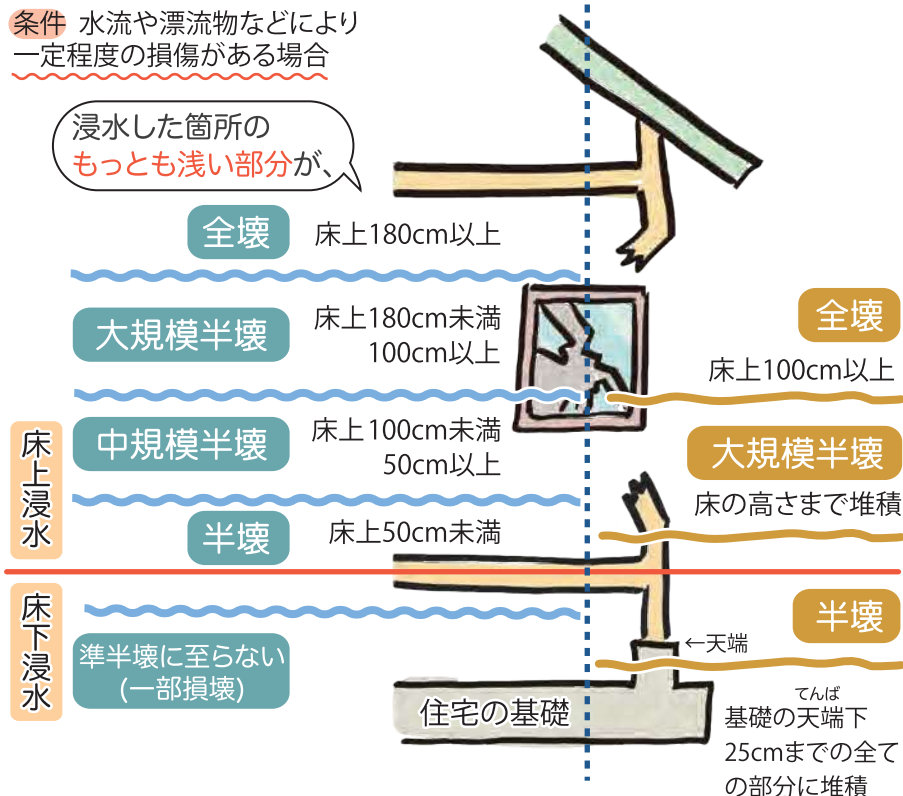 条件 水流や漂流物などにより
一定程度の損傷がある場合
浸水した箇所の
もっとも浅い部分が、
全壊 床上180cm以上
大規模半壊 床上180cm未満
100cm以上
中規模半壊 床上100cm未満
50cm以上
半壊 床上50cm未満
床上浸水
床下浸水
準半壊に至らない
(一部損壊)
住宅の基礎
全壊
床上100cm以上
大規模半壊
床の高さまで堆積
半壊
←天端
てんば
基礎の天端下
25cmまでの全て
の部分に堆積